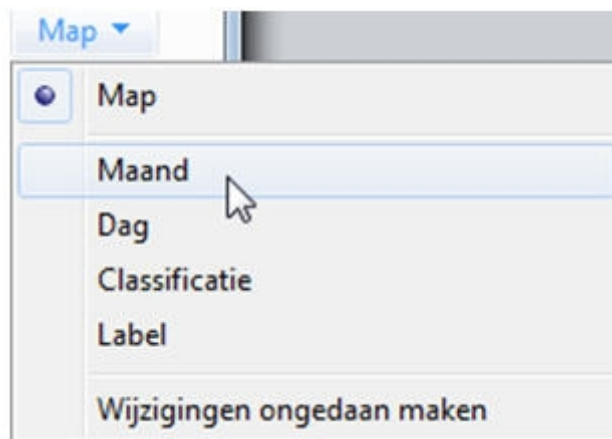 Map
Map
Maand
Dag
Classificatie
Label
Wijzigingen ongedaan maken